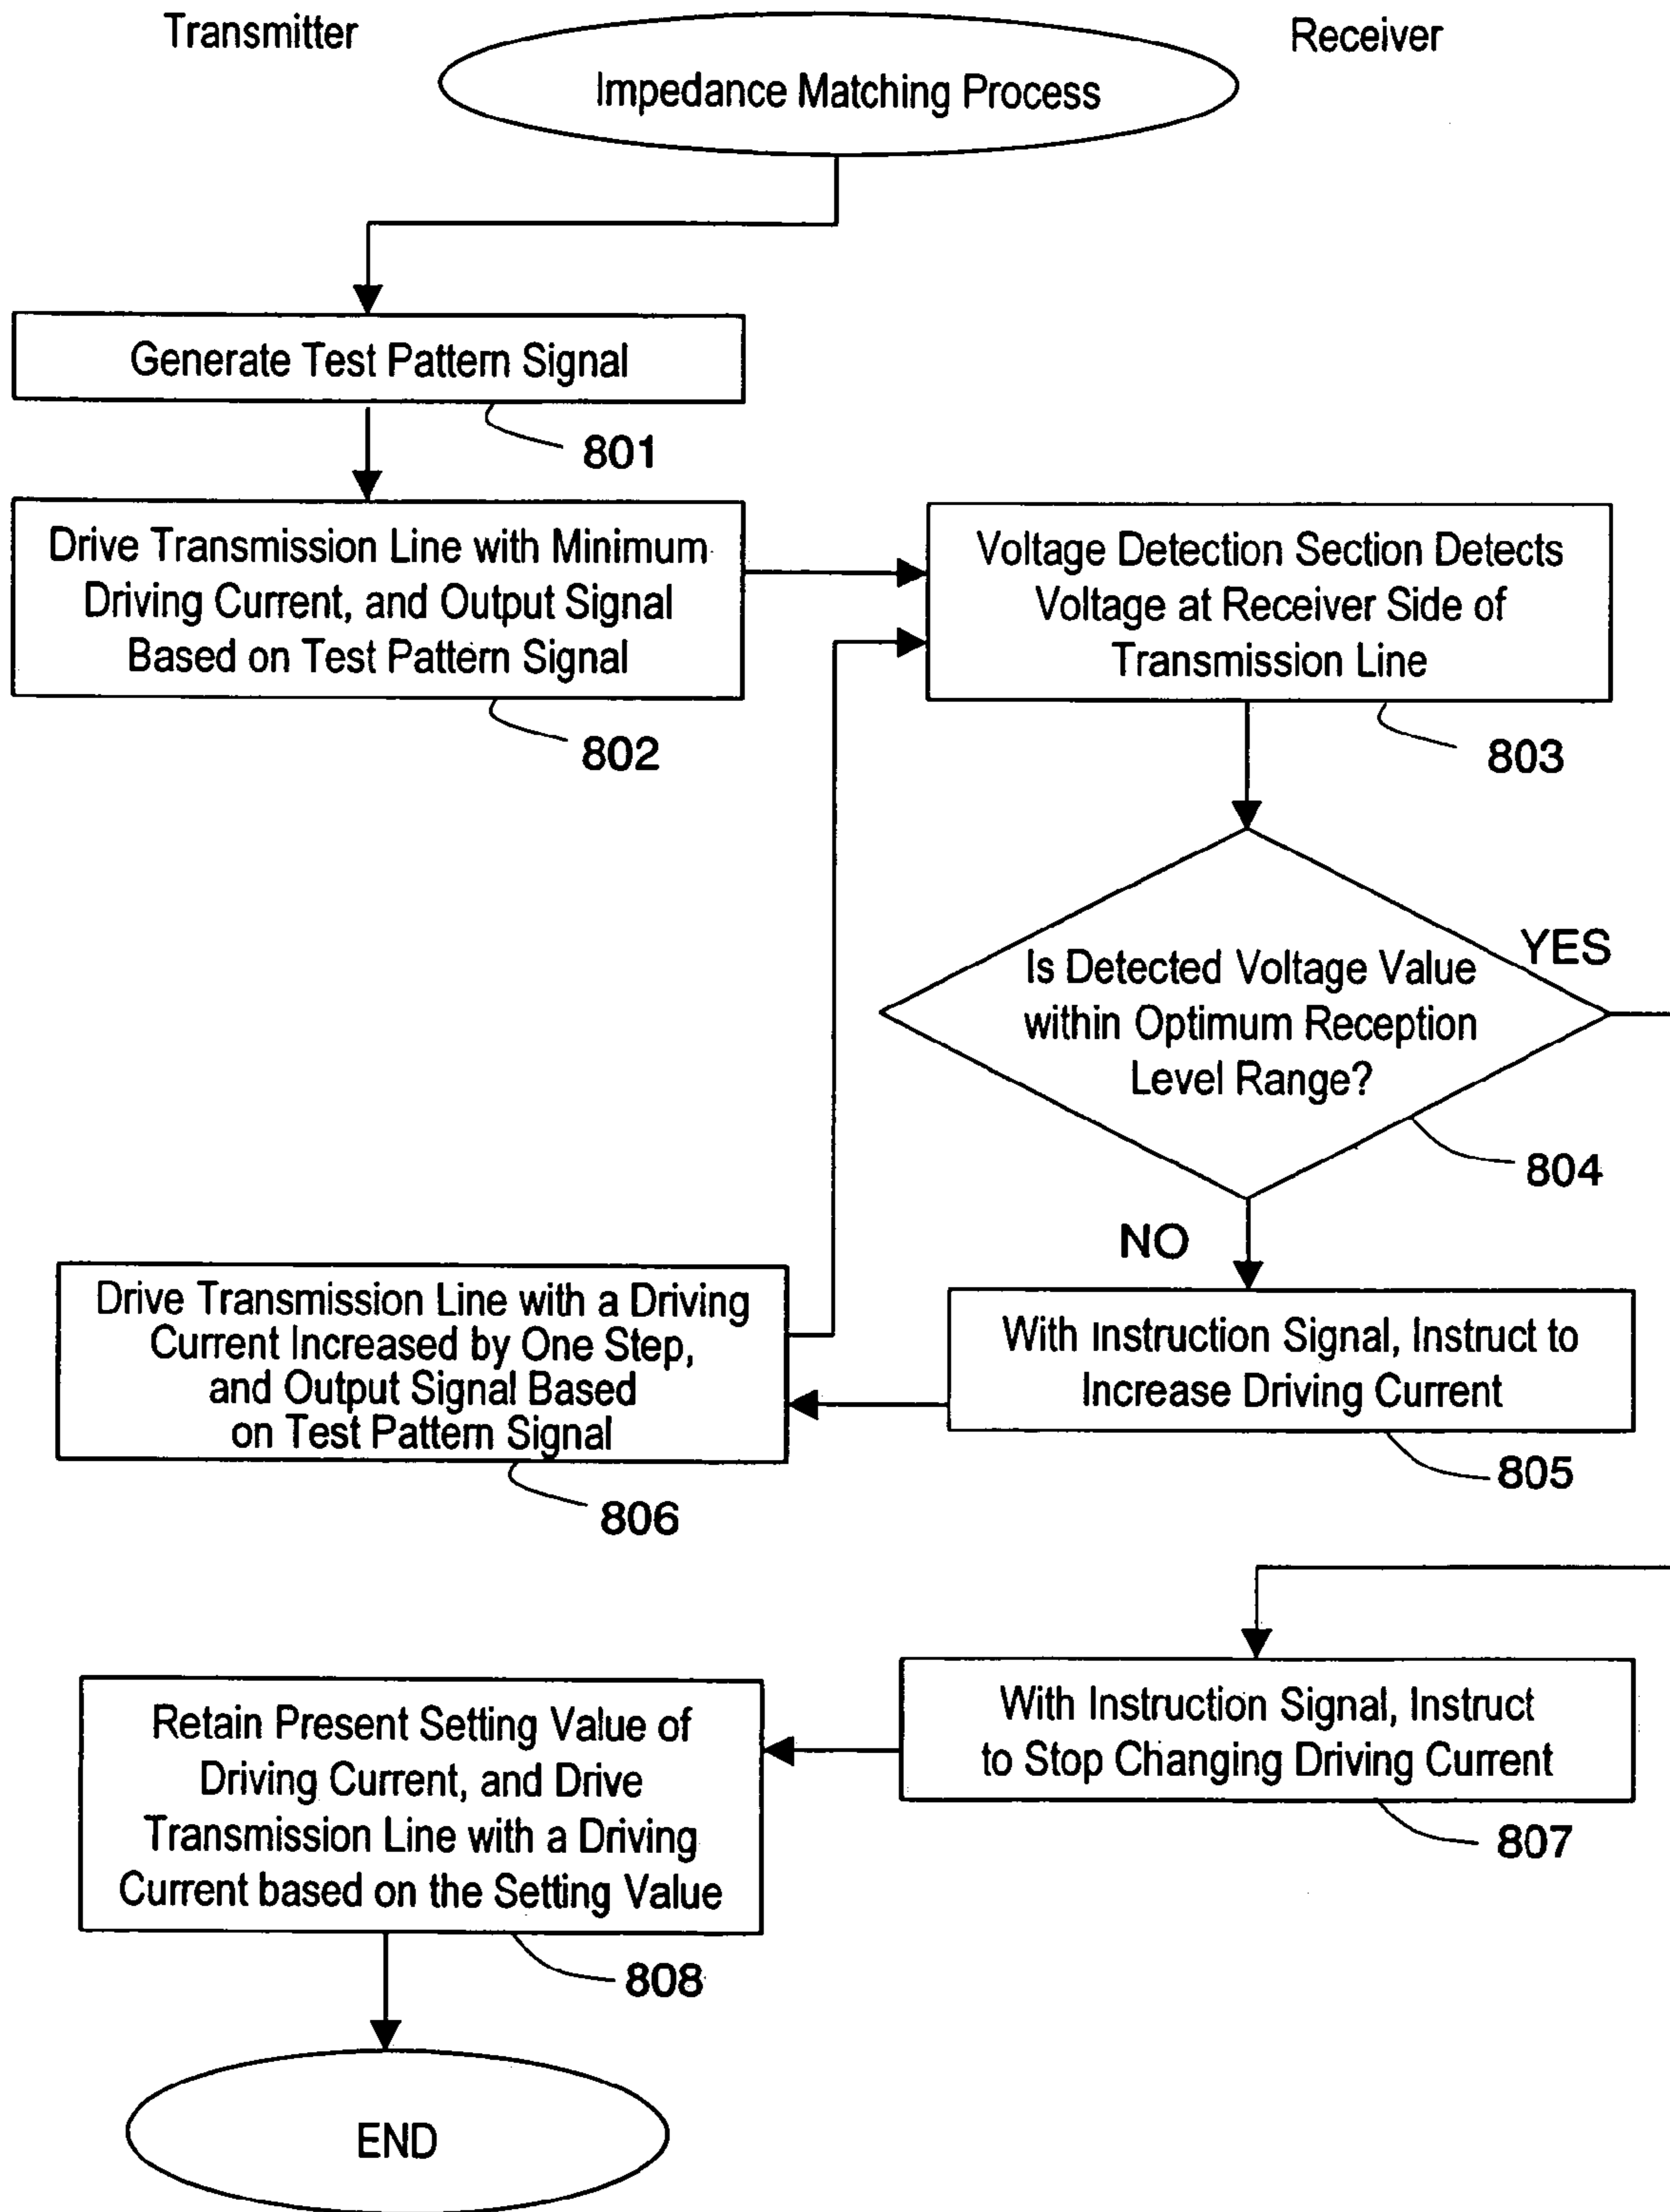 Transmitter
Receiver
Impedance Matching Process
Generate Test Pattern Signal
801
Drive Transmission Line with Minimum
Driving Current, and Output Signal
Based on Test Pattern Signal
802
Voltage Detection Section Detects
Voltage at Receiver Side of
Transmission Line
803
Is Detected Voltage Value
within Optimum Reception
Level Range?
YES
804
NO
With Instruction Signal, Instruct to
Increase Driving Current
805
Drive Transmission Line with a Driving
Current Increased by One Step,
and Output Signal Based
on Test Pattern Signal
806
With Instruction Signal, Instruct
to Stop Changing Driving Current
807
Retain Present Setting Value of
Driving Current, and Drive
Transmission Line with a Driving
Current based on the Setting Value
808
END